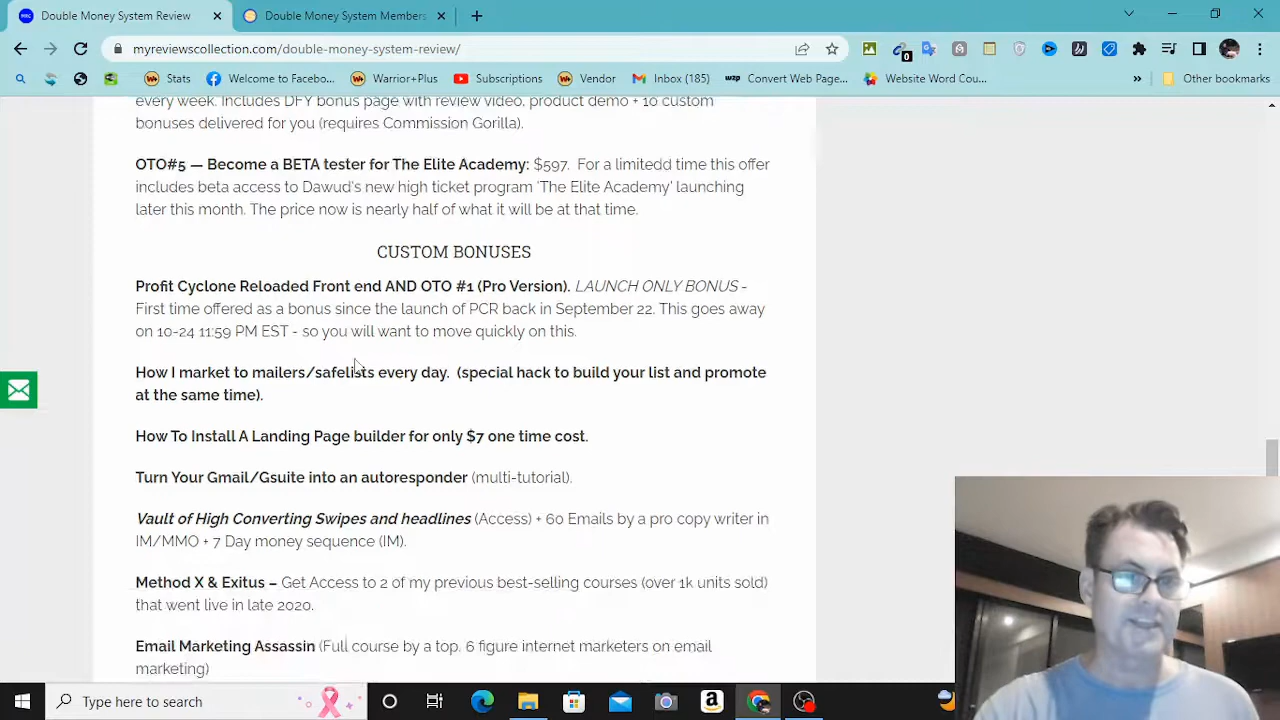 Double Money System Review
Double Money System Members
myreviewscollection.com/double-money-system-review/
0
Stats
Welcome to Facebo...
Warrior+Plus
Subscriptions
Vendor
Inbox (185)
wzp Convert Web Page...
Website Word Cou...
Other bookmarks
every week. Includes DFY bonus page with review video, product demo + 10 custom
bonuses delivered for you (requires Commission Gorilla).
OTO#5 — Become a BETA tester for The Elite Academy: $597. For a limitedd time this offer
includes beta access to Dawud's new high ticket program 'The Elite Academy' launching
later this month. The price now is nearly half of what it will be at that time.
CUSTOM BONUSES
Profit Cyclone Reloaded Front end AND OTO #1 (Pro Version). LAUNCH ONLY BONUS -
First time offered as a bonus since the launch of PCR back in September 22. This goes away
on 10-24 11:59 PM EST - so you will want to move quickly on this.
How I market to mailers/safelists every day. (special hack to build your list and promote
at the same time).
How To Install A Landing Page builder for only $7 one time cost.
Turn Your Gmail/Gsuite into an autoresponder (multi-tutorial).
Vault of High Converting Swipes and headlines (Access) + 60 Emails by a pro copy writer in
IM/MMO + 7 Day money sequence (IM).
Method X & Exitus – Get Access to 2 of my previous best-selling courses (over 1k units sold)
that went live in late 2020.
Email Marketing Assassin (Full course by a top. 6 figure internet marketers on email
marketing)
Type here to search